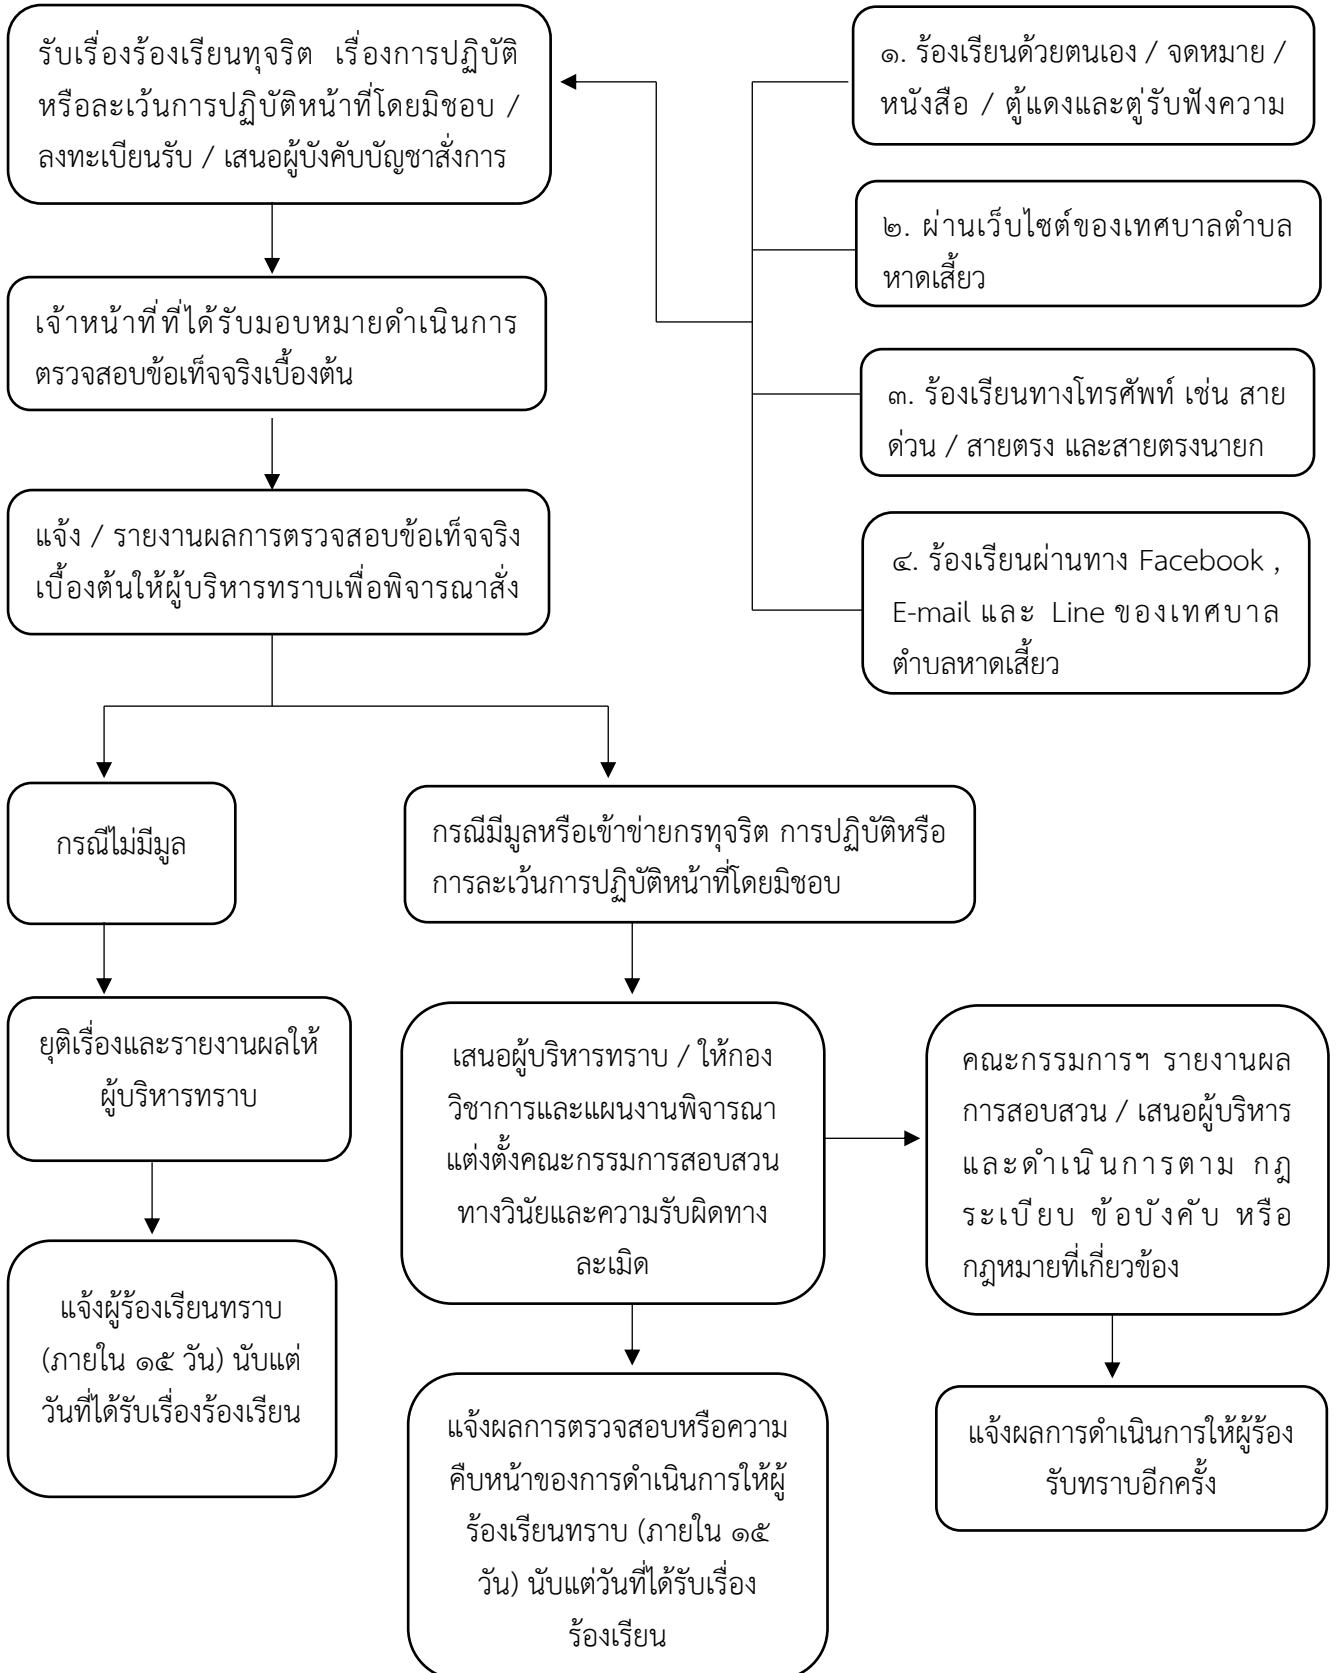 รับเรื่องร้องเรียนทุจริต เรื่องการปฏิบัติ
หรือละเว้นการปฏิบัติหน้าที่โดยมิชอบ /
ลงทะเบียนรับ / เสนอผู้บังคับบัญชาสั่งการ
๑. ร้องเรียนด้วยตนเอง / จดหมาย /
หนังสือ / ตู้แดงและตู่รับฟังความ
๒. ผ่านเว็บไซต์ของเทศบาลตำบล
หาดเสี้ยว
๓. ร้องเรียนทางโทรศัพท์ เช่น สาย
ด่วน / สายตรง และสายตรงนายก
๔. ร้องเรียนผ่านทาง Facebook ,
E-mail และ Line ของเทศบาล
ตำบลหาดเสี้ยว
เจ้าหน้าที่ที่ได้รับมอบหมายดำเนินการ
ตรวจสอบข้อเท็จจริงเบื้องต้น
แจ้ง / รายงานผลการตรวจสอบข้อเท็จจริง
เบื้องต้นให้ผู้บริหารทราบเพื่อพิจารณาสั่ง
กรณีไม่มีมูล
กรณีมีมูลหรือเข้าข่ายกรทุจริต การปฏิบัติหรือ
การละเว้นการปฏิบัติหน้าที่โดยมิชอบ
ยุติเรื่องและรายงานผลให้
ผู้บริหารทราบ
แจ้งผู้ร้องเรียนทราบ
(ภายใน ๑๕ วัน) นับแต่
วันที่ได้รับเรื่องร้องเรียน
เสนอผู้บริหารทราบ / ให้กอง
วิชาการและแผนงานพิจารณา
แต่งตั้งคณะกรรมการสอบสวน
ทางวินัยและความรับผิดทาง
ละเมิด
แจ้งผลการตรวจสอบหรือความ
คืบหน้าของการดำเนินการให้ผู้
ร้องเรียนทราบ (ภายใน ๑๕
วัน) นับแต่วันที่ได้รับเรื่อง
ร้องเรียน
คณะกรรมการฯ รายงานผล
การสอบสวน / เสนอผู้บริหาร
และดำเนินการตาม กฎ
ระเบียบ ข้อบังคับ หรือ
กฎหมายที่เกี่ยวข้อง
แจ้งผลการดำเนินการให้ผู้ร้อง
รับทราบอีกครั้ง